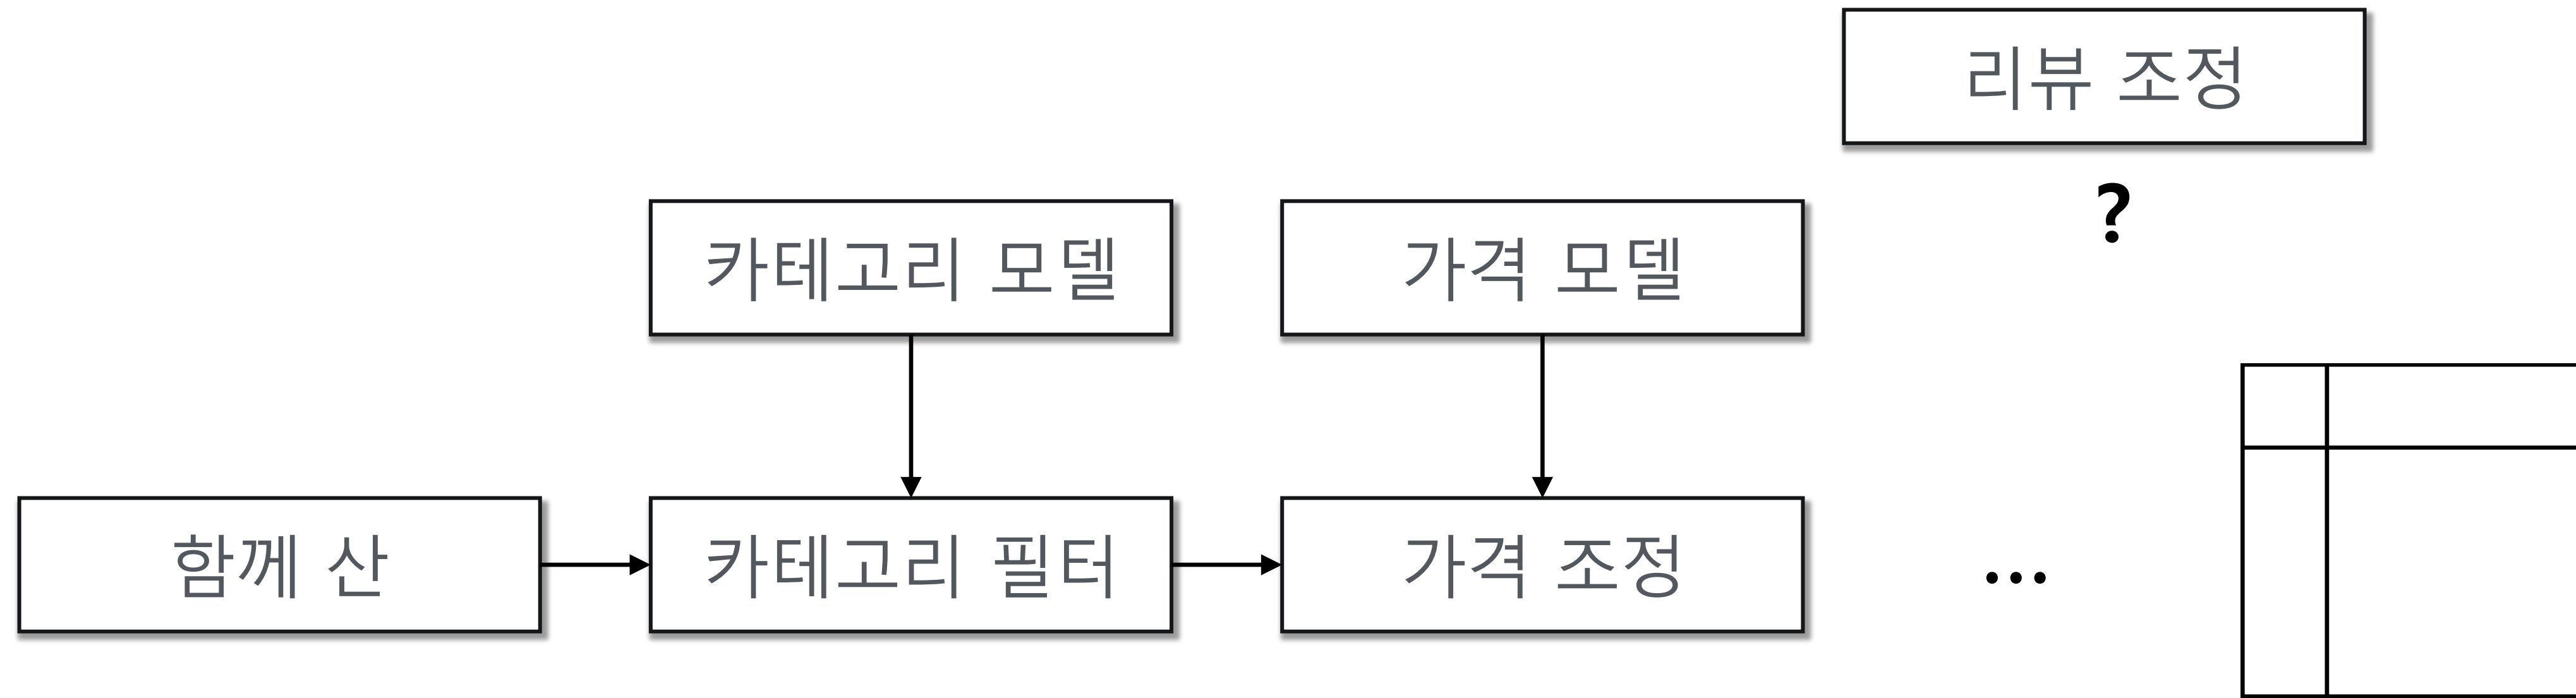 리뷰 조정
?
카테고리 모델
가격 모델
함께 산
카테고리 필터
가격 조정
...